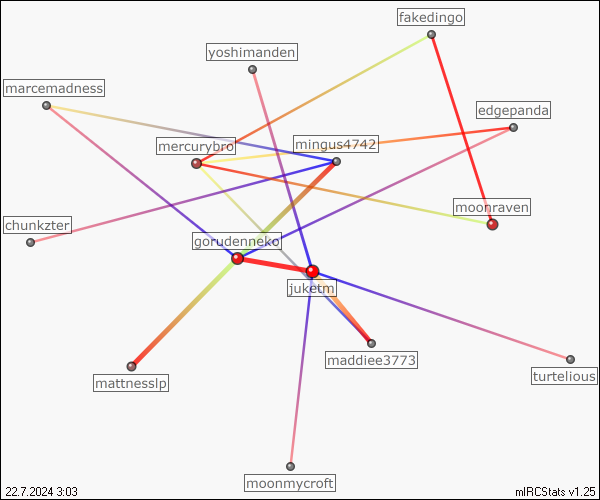 fakedingo
yoshimanden
marcemadness
edgepanda
mercurybro
mingus4742
moonraven
chunkzter
gorudenneko
juketm
maddiee3773
turtelious
mattnesslp
moonmycroft
22.7.2024 3:03
mIRCStats v1.25